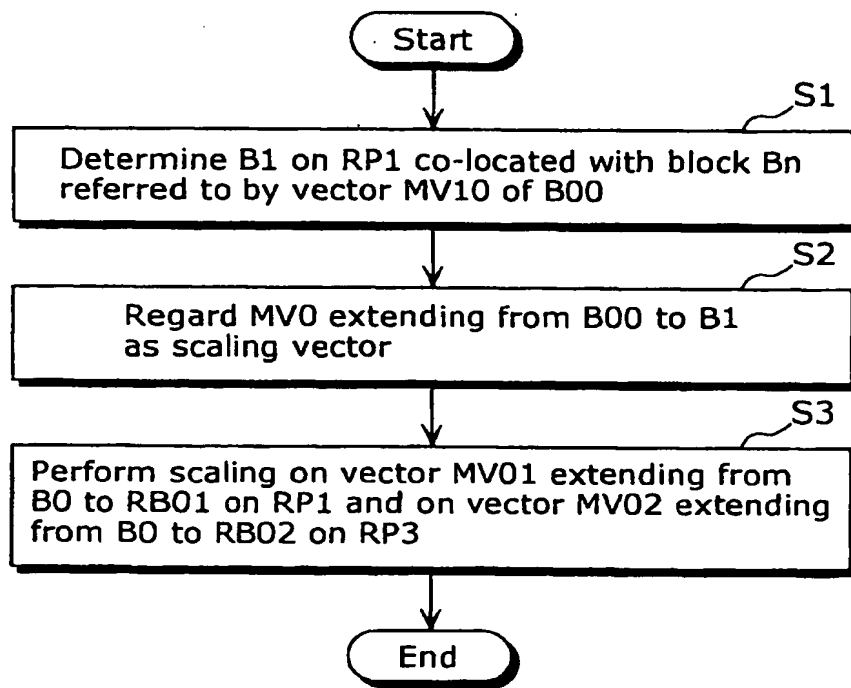 Start
S1
Determine B1 on RP1 co-located with block Bn
referred to by vector MV10 of B00
S2
Regard MV0 extending from B00 to B1
as scaling vector
S3
Perform scaling on vector MV01 extending from
B0 to RB01 on RP1 and on vector MV02 extending
from B0 to RB02 on RP3
End